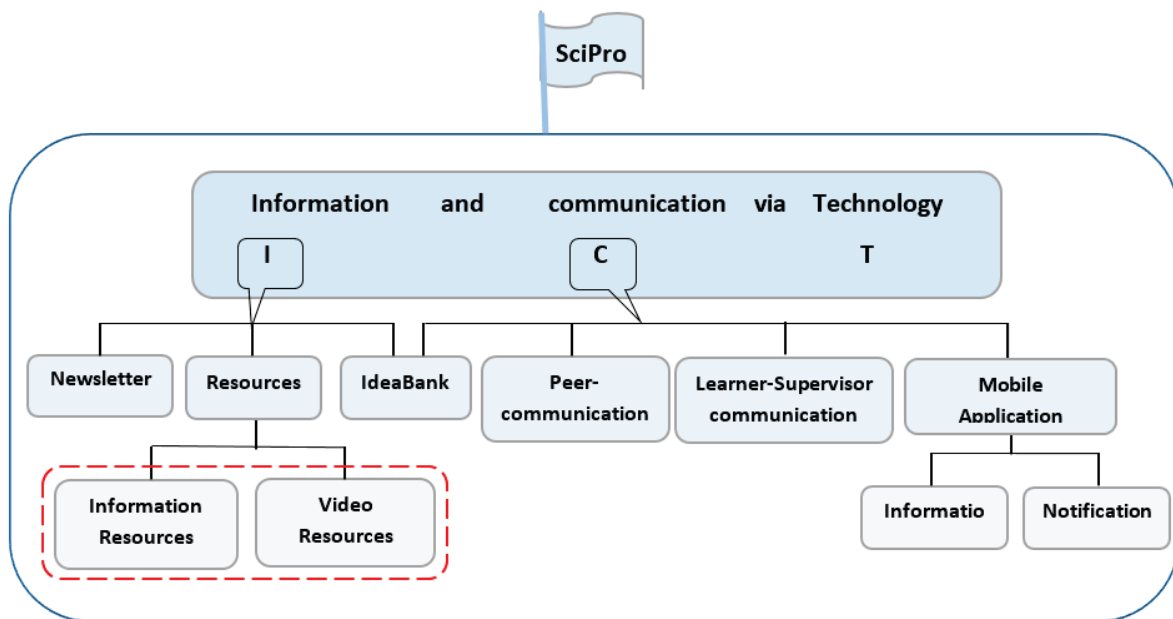 SciPro
Information and communication via Technology
I C T
Newsletter
Resources
IdeaBank
Peer-
communication
Learner-Supervisor
communication
Mobile
Application
Information
Resources
Video
Resources
Informatio
Notification